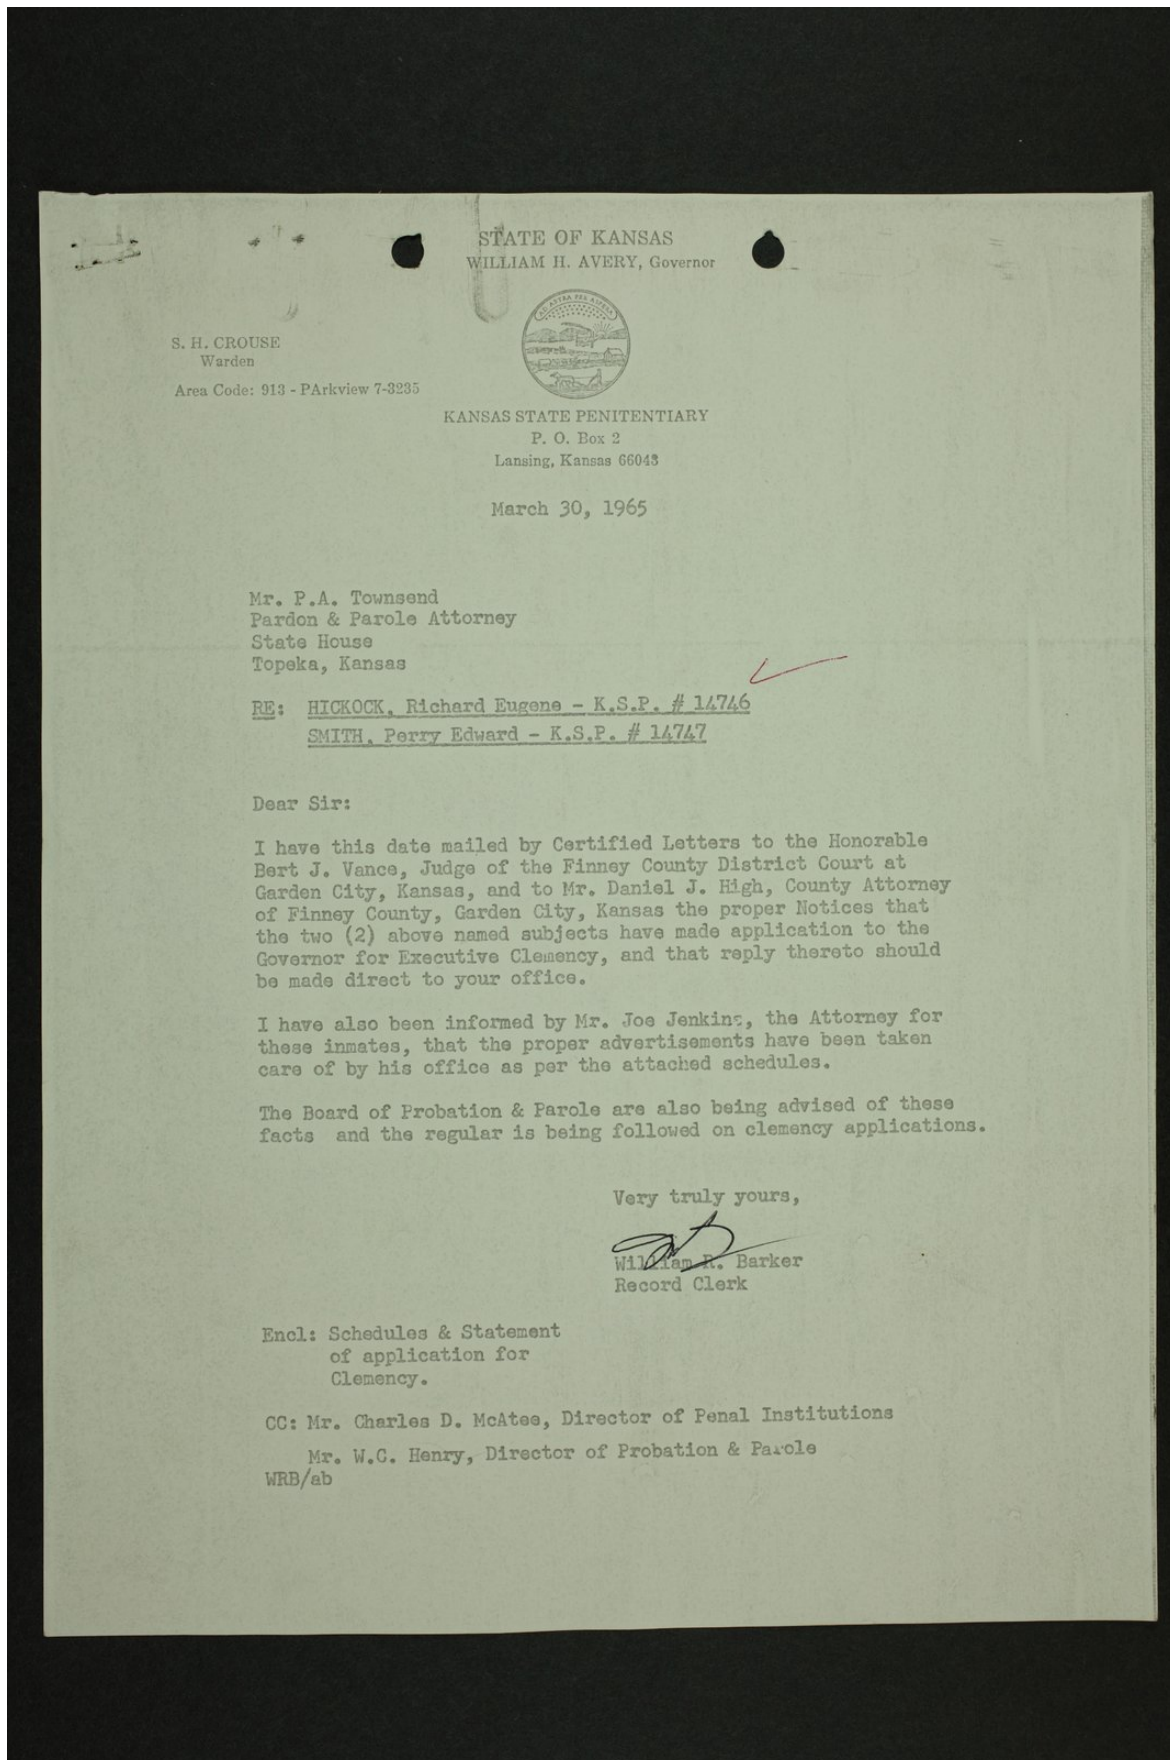 STATE OF KANSAS
WILLIAM H. AVERY, Governor
AD ASTRA PER ASPERA
S. H. CROUSE
Warden
Area Code: 913 - PArkview 7-3235
KANSAS STATE PENITENTIARY
P. O. Box 2
Lansing, Kansas 66043
March 30, 1965
Mr. P.A. Townsend
Pardon & Parole Attorney
State House
Topeka, Kansas
RE: HICKOCK, Richard Eugene - K.S.P. # 14746
SMITH, Perry Edward - K.S.P. # 14747
Dear Sir:
I have this date mailed by Certified Letters to the Honorable
Bert J. Vance, Judge of the Finney County District Court at
Garden City, Kansas, and to Mr. Daniel J. High, County Attorney
of Finney County, Garden City, Kansas the proper Notices that
the two (2) above named subjects have made application to the
Governor for Executive Clemency, and that reply thereto should
be made direct to your office.
I have also been informed by Mr. Joe Jenkins, the Attorney for
these inmates, that the proper advertisements have been taken
care of by his office as per the attached schedules.
The Board of Probation & Parole are also being advised of these
facts and the regular is being followed on clemency applications.
Very truly yours,
William R. Barker
Record Clerk
Encl: Schedules & Statement
of application for
Clemency.
CC: Mr. Charles D. McAtee, Director of Penal Institutions
Mr. W.C. Henry, Director of Probation & Parole
WRB/ab